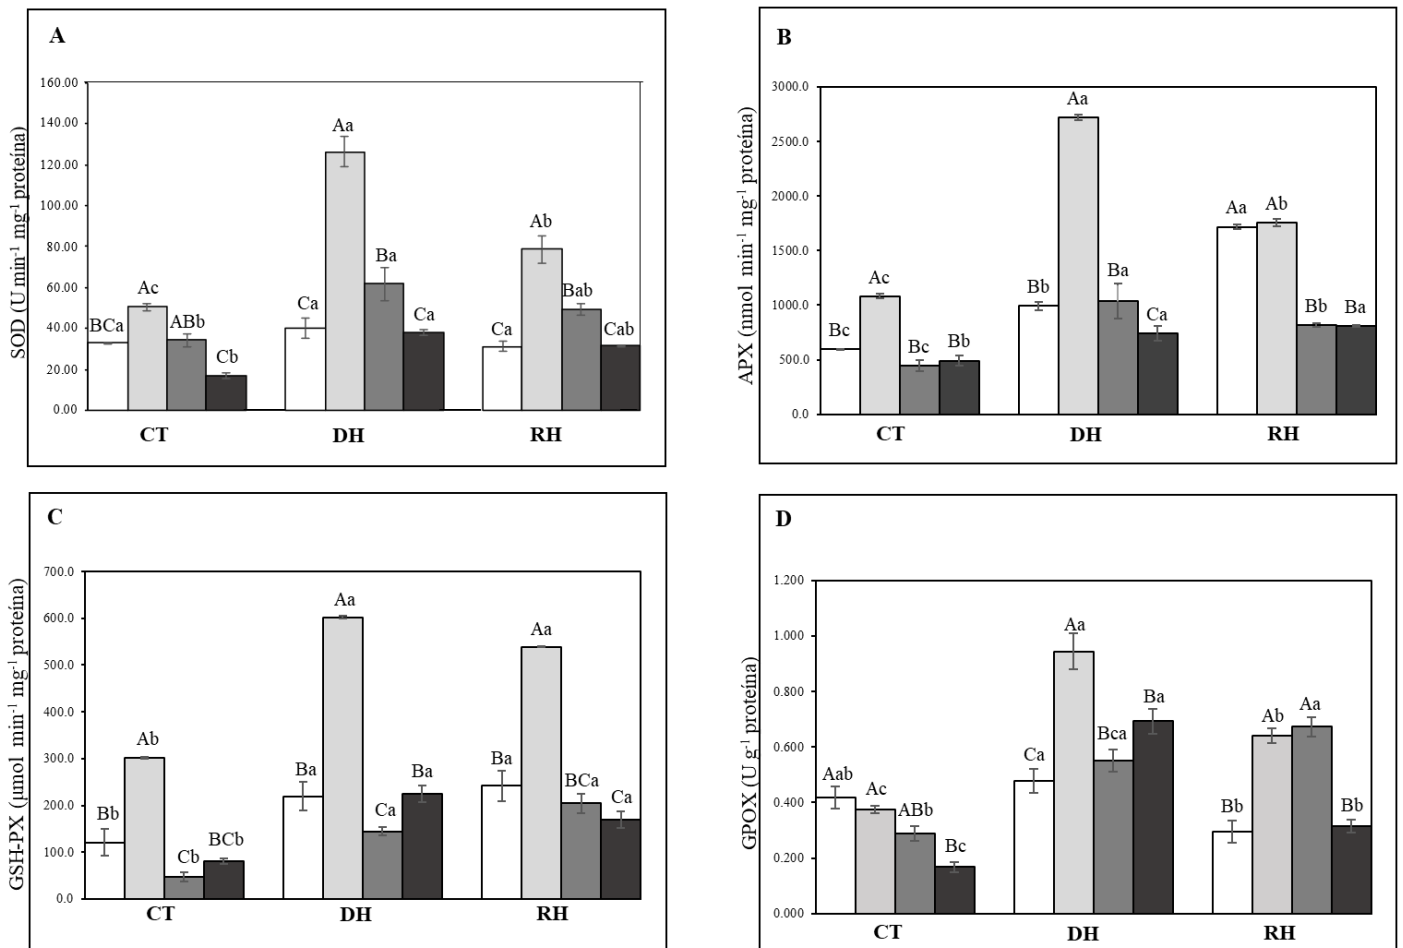 A
SOD (U min⁻¹ mg⁻¹ proteína)
160.00
140.00
120.00
100.00
80.00
60.00
40.00
20.00
0.00
BCa Ac ABb Cb
Ca Aa Ba Ca
Ca Ab Bab Cab
CT DH RH
B
APX (nmol min⁻¹ mg⁻¹ proteína)
3000.0
2500.0
2000.0
1500.0
1000.0
500.0
0.0
Bc Ac Bc Bb
Bb Aa Ba Ca
Aa Ab Bb Ba
CT DH RH
C
GSH-PX (µmol min⁻¹ mg⁻¹ proteína)
700.0
600.0
500.0
400.0
300.0
200.0
100.0
0.0
Bb Ab Cb BCb
Ba Aa Ca Ba
Ba Aa BCa Ca
CT DH RH
D
GPOX (U g⁻¹ proteína)
1.200
1.000
0.800
0.600
0.400
0.200
0.000
Aab Ac ABb Bc
Ca Aa Bca Ba
Bb Ab Aa Bb
CT DH RH